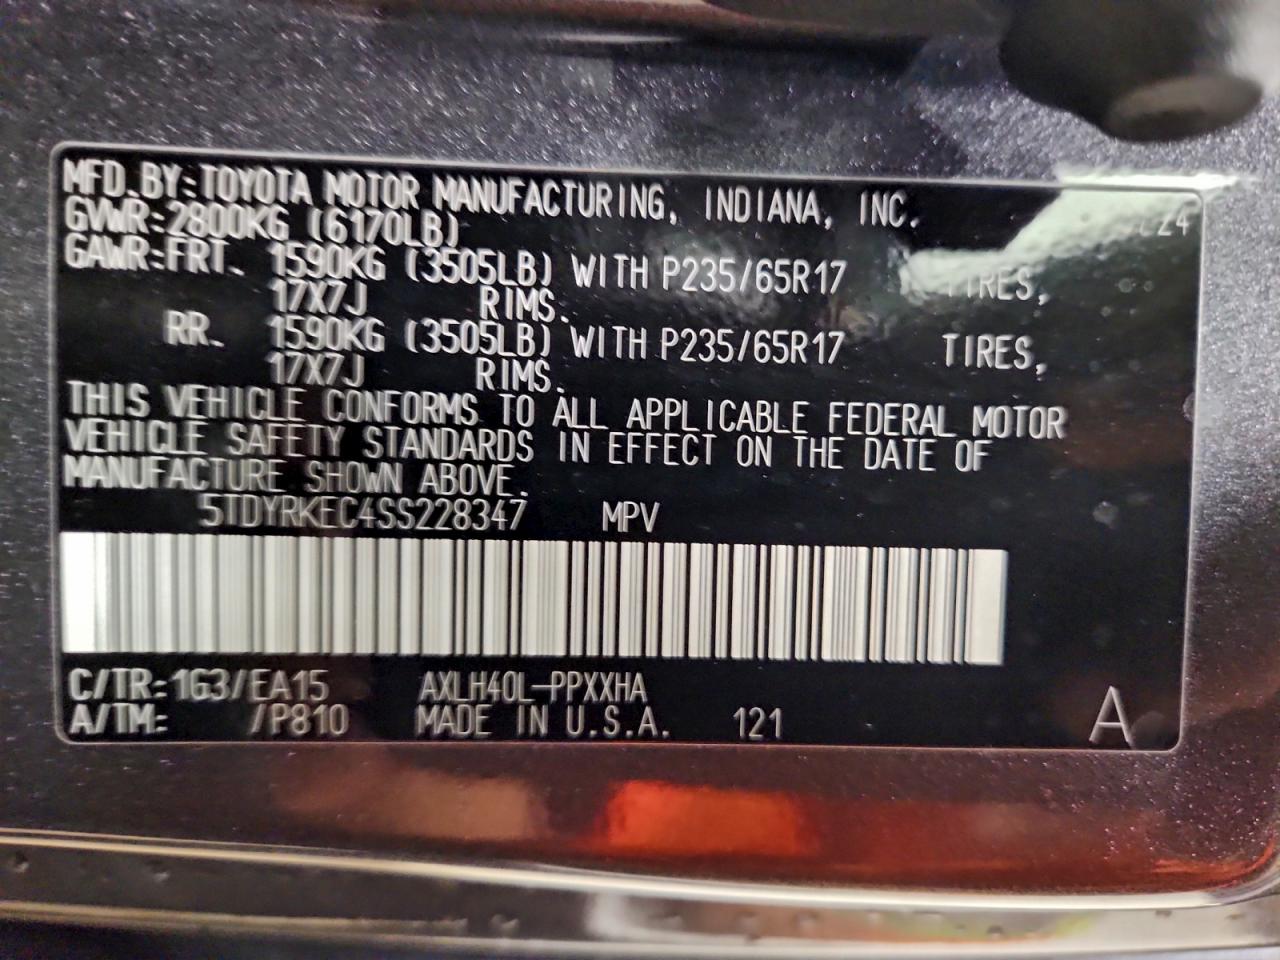 MFD.BY:TOYOTA MOTOR MANUFACTURING, INDIANA, INC.
GVWR:2800KG (6170LB) 24
GAWR:FRT. 1590KG (3505LB) WITH P235/65R17 TIRES,
17X7J RIMS.
RR. 1590KG (3505LB) WITH P235/65R17 TIRES,
17X7J RIMS.
THIS VEHICLE CONFORMS TO ALL APPLICABLE FEDERAL MOTOR
VEHICLE SAFETY STANDARDS IN EFFECT ON THE DATE OF
MANUFACTURE SHOWN ABOVE.
5TDYRKEC4SS228347 MPV
C/TR:1G3/EA15 AXLH40L-PPXXHA
A/TM: /P810 MADE IN U.S.A. 121 A